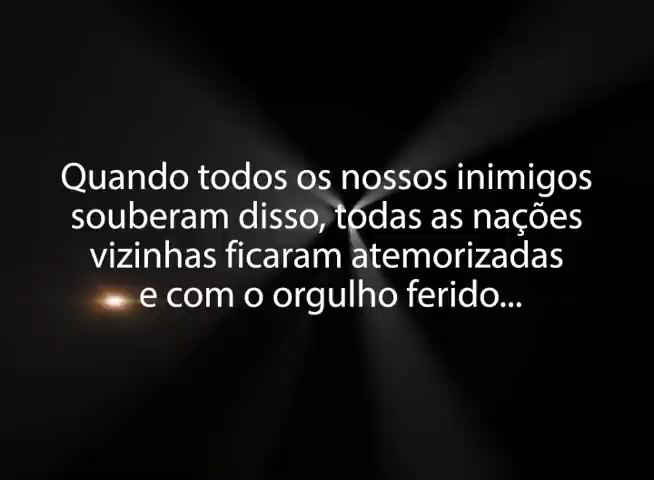 Quando todos os nossos inimigos
souberam disso, todas as nações
vizinhas ficaram atemorizadas
e com o orgulho ferido...